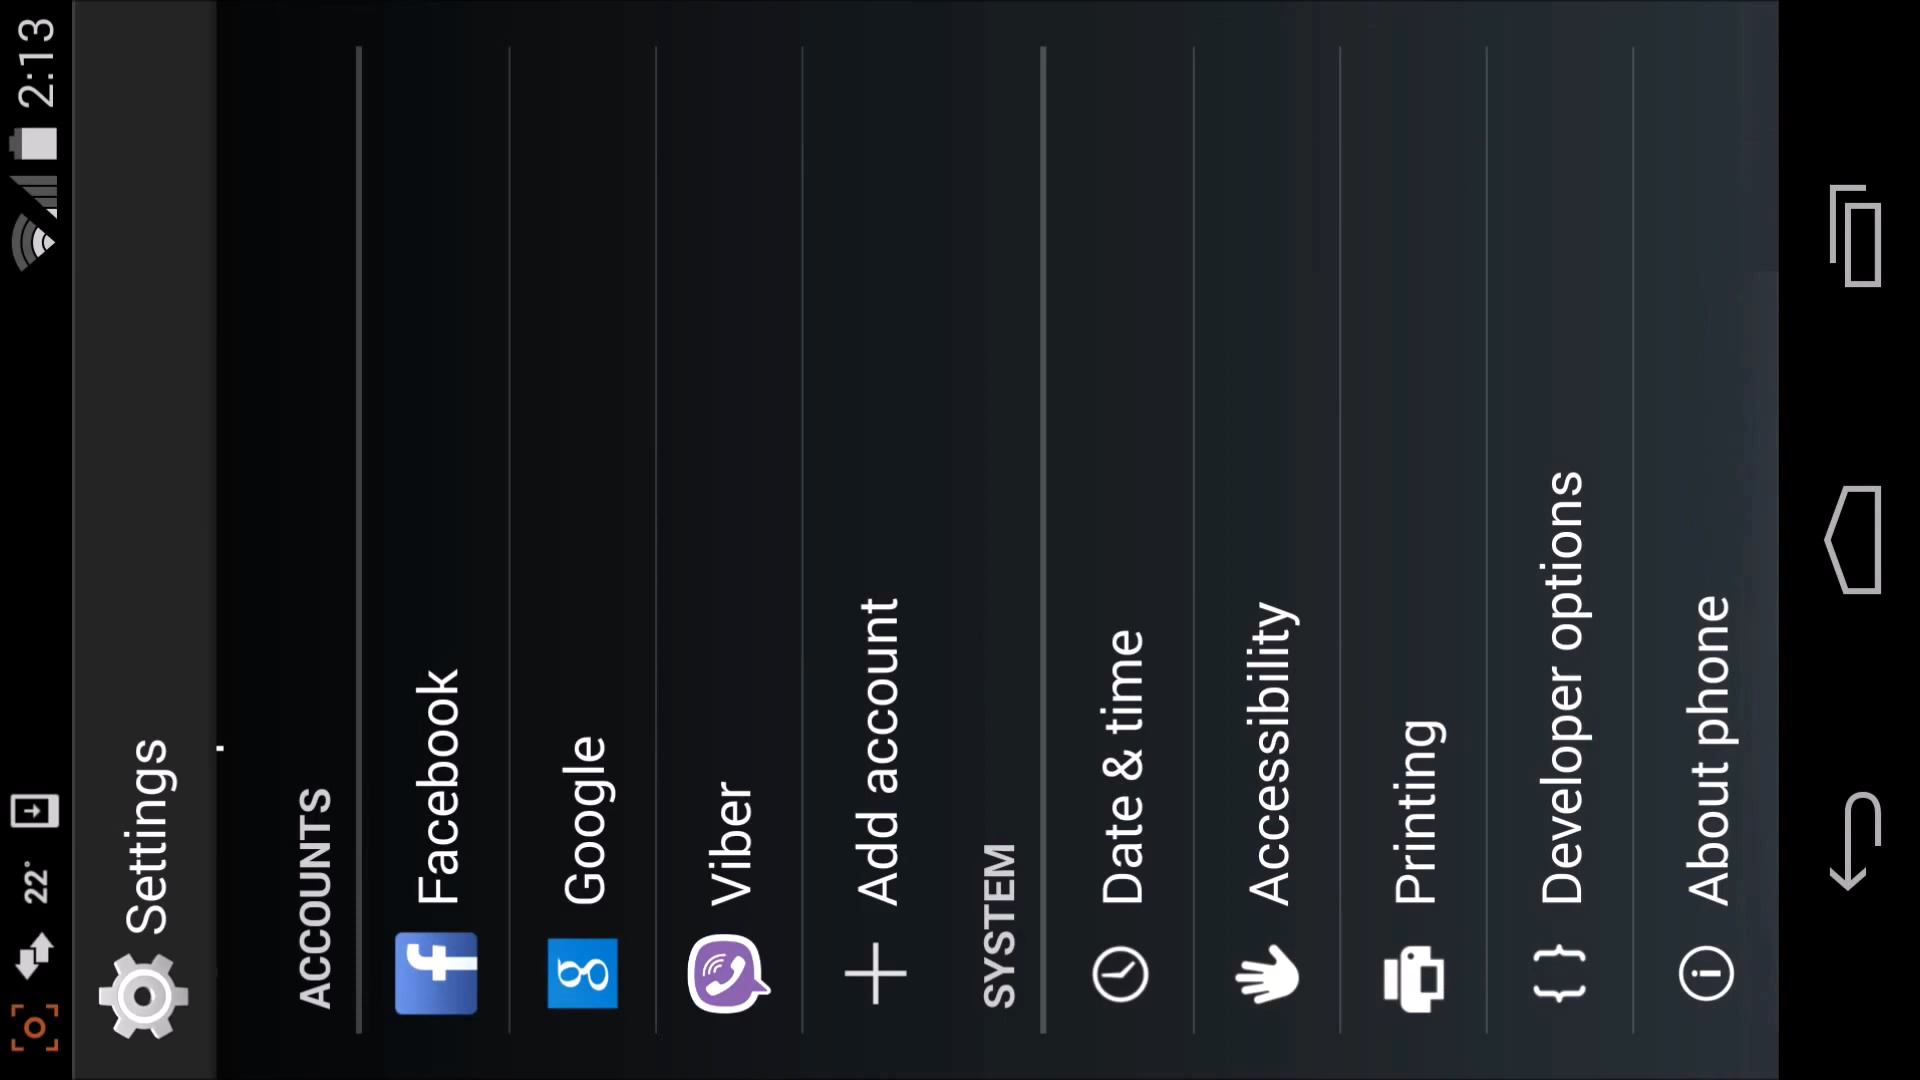 22° 2:13
Settings
ACCOUNTS
Facebook
Google
Viber
Add account
SYSTEM
Date & time
Accessibility
Printing
{ } Developer options
About phone